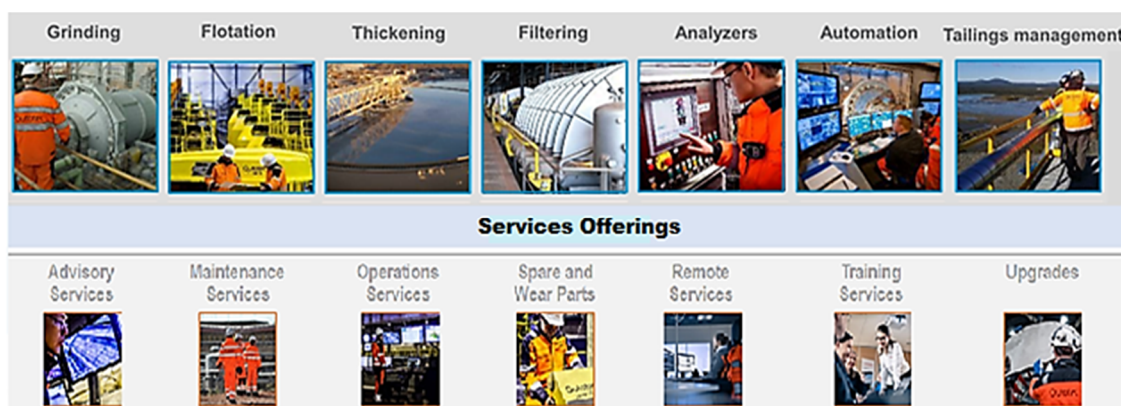 Grinding Flotation Thickening Filtering Analyzers Automation Tailings management
Services Offerings
Advisory Services
Maintenance Services
Operations Services
Spare and Wear Parts
Remote Services
Training Services
Upgrades